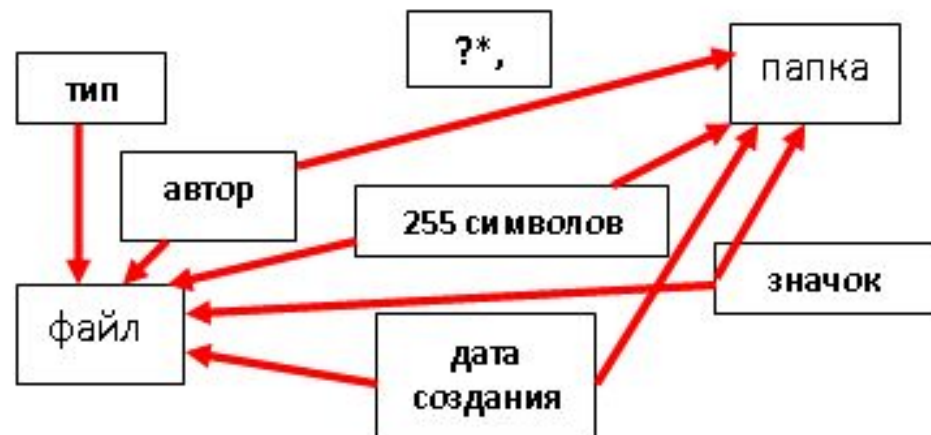 ?*,
папка
тип
автор
255 символов
значок
файл
дата
создания